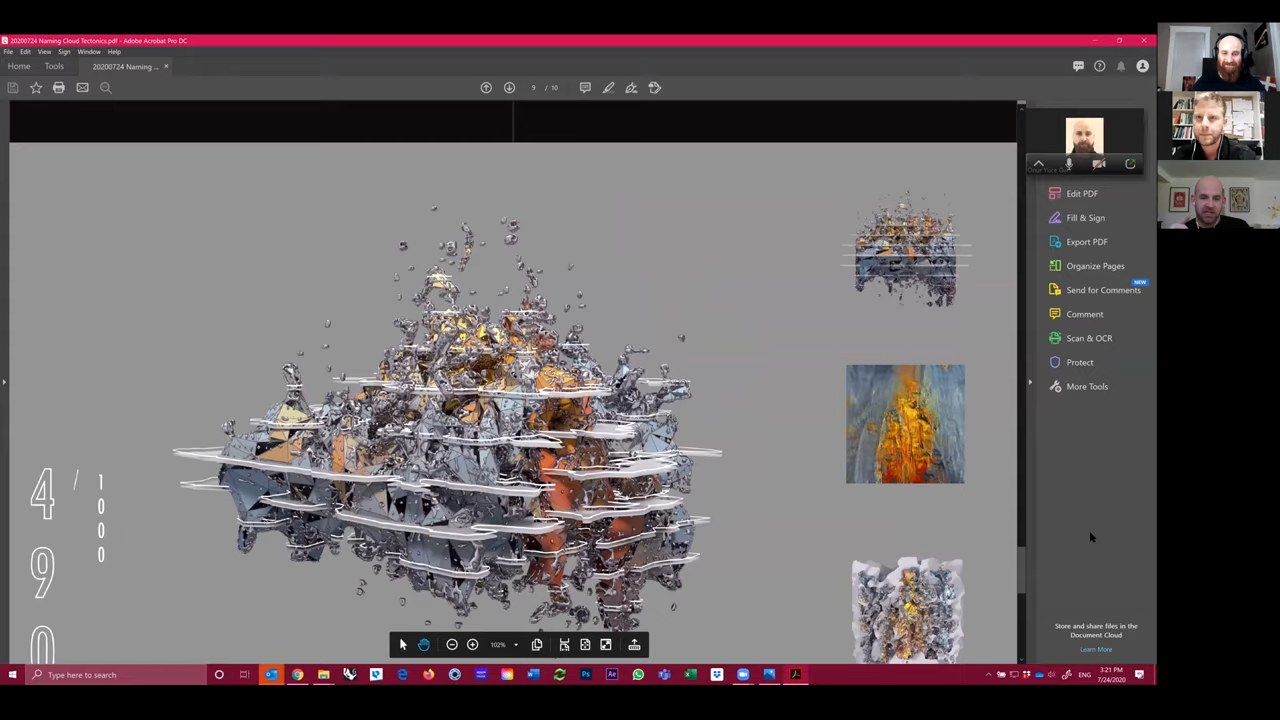 20200724 Naming Cloud Tectonics.pdf - Adobe Acrobat Pro DC
File Edit View Sign Window Help
Home Tools 20200724 Naming ... ×
9 / 10
Edit PDF
Fill & Sign
Export PDF
Organize Pages
NEW
Send for Comments
Comment
Scan & OCR
Protect
More Tools
4 / 1
0
0
0
9
0
Store and share files in the
Document Cloud
Learn More
102%
Type here to search
ENG
3:21 PM
7/24/2020